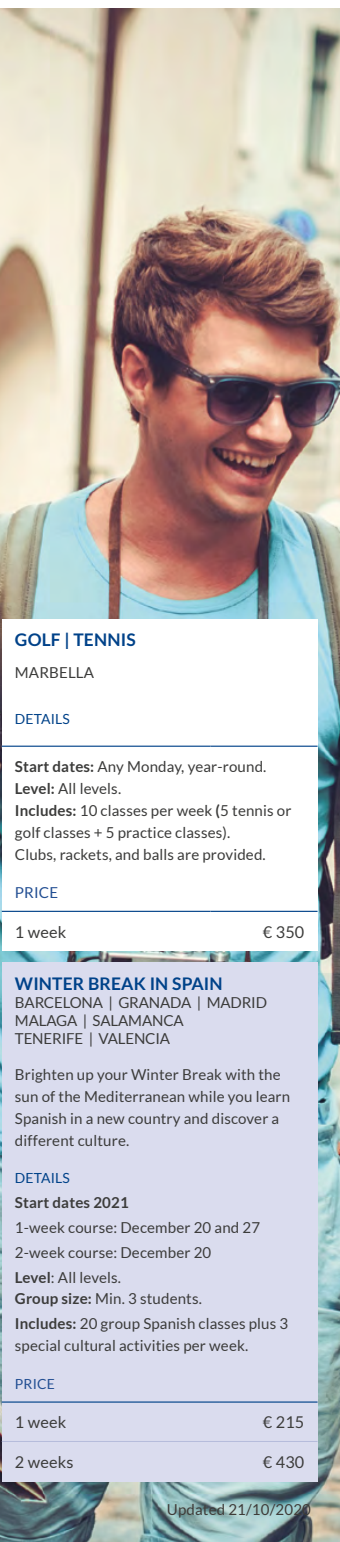 GOLF | TENNIS
MARBELLA
DETAILS
Start dates: Any Monday, year-round.
Level: All levels.
Includes: 10 classes per week (5 tennis or
golf classes + 5 practice classes).
Clubs, rackets, and balls are provided.
PRICE
1 week € 350
WINTER BREAK IN SPAIN
BARCELONA | GRANADA | MADRID
MALAGA | SALAMANCA
TENERIFE | VALENCIA
Brighten up your Winter Break with the
sun of the Mediterranean while you learn
Spanish in a new country and discover a
different culture.
DETAILS
Start dates 2021
1-week course: December 20 and 27
2-week course: December 20
Level: All levels.
Group size: Min. 3 students.
Includes: 20 group Spanish classes plus 3
special cultural activities per week.
PRICE
1 week € 215
2 weeks € 430
Updated 21/10/2020